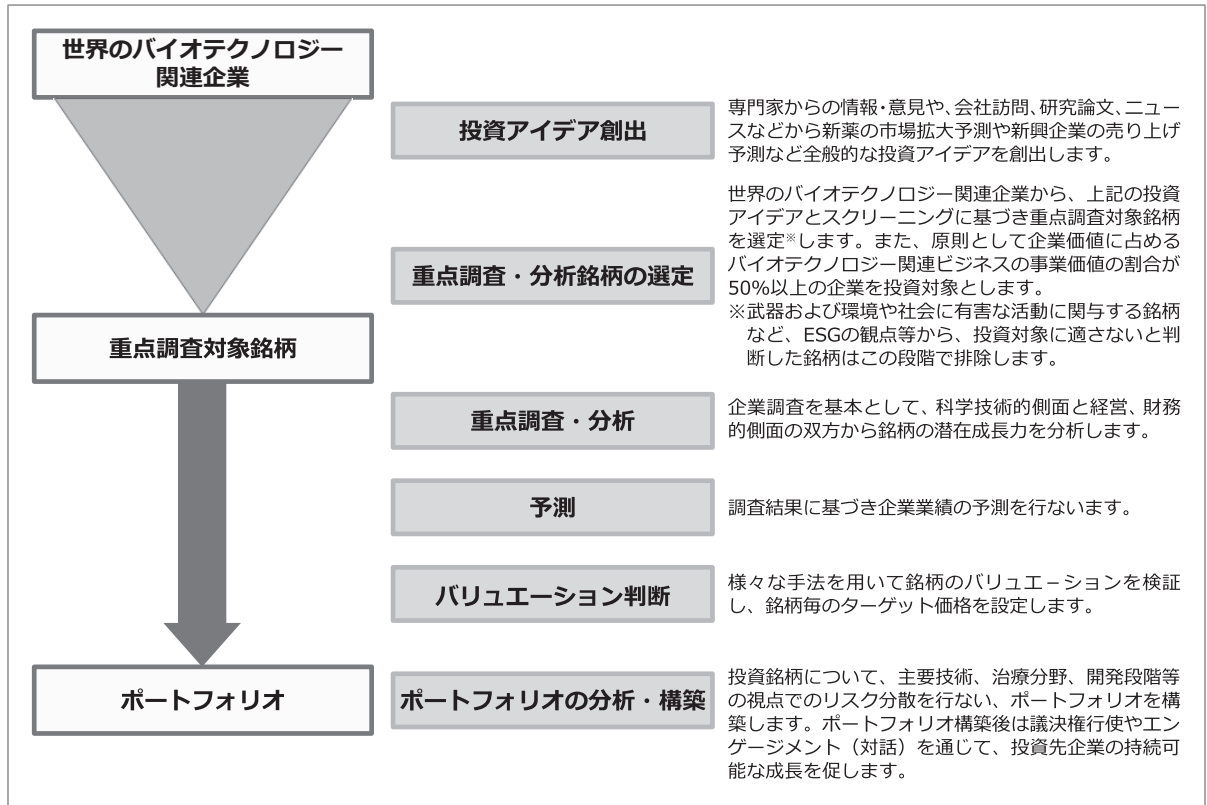 世界のバイオテクノロジー
関連企業
投資アイデア創出
専門家からの情報・意見や、会社訪問、研究論文、ニュー
スなどから新薬の市場拡大予測や新興企業の売り上げ
予測など全般的な投資アイデアを創出します。
重点調査・分析銘柄の選定
世界のバイオテクノロジー関連企業から、上記の投資
アイデアとスクリーニングに基づき重点調査対象銘柄
を選定※します。また、原則として企業価値に占める
バイオテクノロジー関連ビジネスの事業価値の割合が
50%以上の企業を投資対象とします。
※武器および環境や社会に有害な活動に関与する銘柄
など、ESGの観点等から、投資対象に適さないと判
断した銘柄はこの段階で排除します。
重点調査対象銘柄
重点調査・分析
企業調査を基本として、科学技術的側面と経営、財務
的側面の双方から銘柄の潜在成長力を分析します。
予測
調査結果に基づき企業業績の予測を行ないます。
バリュエーション判断
様々な手法を用いて銘柄のバリュエ－ションを検証
し、銘柄毎のターゲット価格を設定します。
ポートフォリオ
ポートフォリオの分析・構築
投資銘柄について、主要技術、治療分野、開発段階等
の視点でのリスク分散を行ない、ポートフォリオを構
築します。ポートフォリオ構築後は議決権行使やエン
ゲージメント（対話）を通じて、投資先企業の持続可
能な成長を促します。